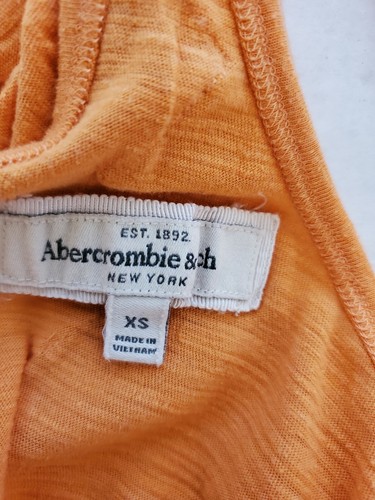 EST. 1892
Abercrombie &ch
NEW YORK
XS
MADE IN
VIETNAM